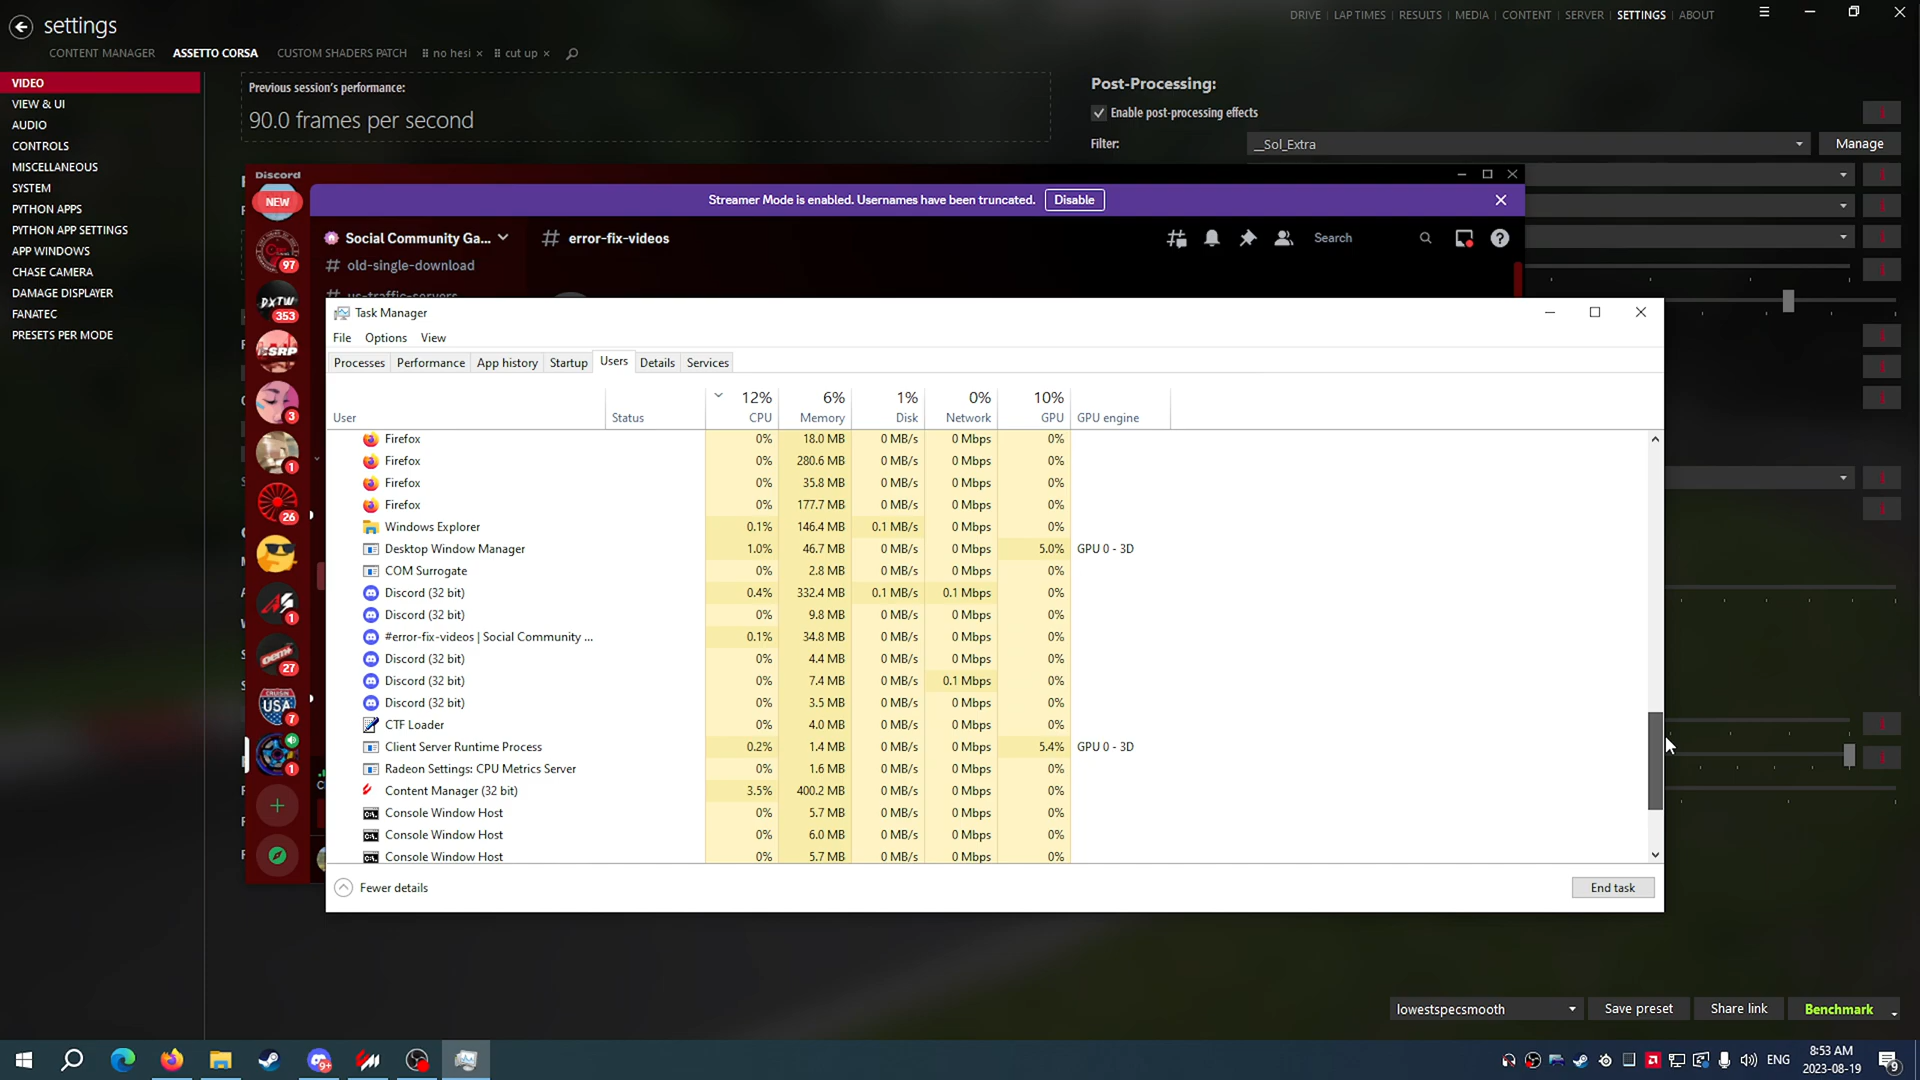 settings
DRIVE | LAP TIMES | RESULTS | MEDIA | CONTENT | SERVER | SETTINGS | ABOUT
CONTENT MANAGER ASSETTO CORSA CUSTOM SHADERS PATCH no hesi × cut up ×
VIDEO
VIEW & UI
AUDIO
CONTROLS
MISCELLANEOUS
SYSTEM
PYTHON APPS
PYTHON APP SETTINGS
APP WINDOWS
CHASE CAMERA
DAMAGE DISPLAYER
FANATEC
PRESETS PER MODE
Previous session's performance:
90.0 frames per second
Post-Processing:
Enable post-processing effects
Filter: __Sol_Extra Manage
Discord
NEW
Streamer Mode is enabled. Usernames have been truncated. Disable
Social Community Ga... # error-fix-videos Search
# old-single-download
# us-traffic-servers
97
DXTW
353
SRP
3
1
26
1
27
CRUISIN
USA
7
1
Task Manager
File Options View
Processes Performance App history Startup Users Details Services
12% 6% 1% 0% 10%
User Status CPU Memory Disk Network GPU GPU engine
Firefox 0% 18.0 MB 0 MB/s 0 Mbps 0%
Firefox 0% 280.6 MB 0 MB/s 0 Mbps 0%
Firefox 0% 35.8 MB 0 MB/s 0 Mbps 0%
Firefox 0% 177.7 MB 0 MB/s 0 Mbps 0%
Windows Explorer 0.1% 146.4 MB 0.1 MB/s 0 Mbps 0%
Desktop Window Manager 1.0% 46.7 MB 0 MB/s 0 Mbps 5.0% GPU 0 - 3D
COM Surrogate 0% 2.8 MB 0 MB/s 0 Mbps 0%
Discord (32 bit) 0.4% 332.4 MB 0.1 MB/s 0.1 Mbps 0%
Discord (32 bit) 0% 9.8 MB 0 MB/s 0 Mbps 0%
#error-fix-videos | Social Community ... 0.1% 34.8 MB 0 MB/s 0 Mbps 0%
Discord (32 bit) 0% 4.4 MB 0 MB/s 0 Mbps 0%
Discord (32 bit) 0% 7.4 MB 0 MB/s 0.1 Mbps 0%
Discord (32 bit) 0% 3.5 MB 0 MB/s 0 Mbps 0%
CTF Loader 0% 4.0 MB 0 MB/s 0 Mbps 0%
Client Server Runtime Process 0.2% 1.4 MB 0 MB/s 0 Mbps 5.4% GPU 0 - 3D
Radeon Settings: CPU Metrics Server 0% 1.6 MB 0 MB/s 0 Mbps 0%
Content Manager (32 bit) 3.5% 400.2 MB 0 MB/s 0 Mbps 0%
Console Window Host 0% 5.7 MB 0 MB/s 0 Mbps 0%
Console Window Host 0% 6.0 MB 0 MB/s 0 Mbps 0%
Console Window Host 0% 5.7 MB 0 MB/s 0 Mbps 0%
Fewer details End task
lowestspecsmooth Save preset Share link Benchmark
9+
ENG
8:53 AM
2023-08-19
9